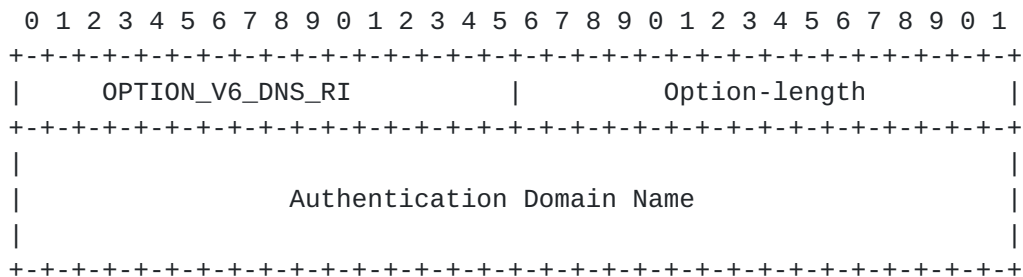 0 1 2 3 4 5 6 7 8 9 0 1 2 3 4 5 6 7 8 9 0 1 2 3 4 5 6 7 8 9 0 1
+-+-+-+-+-+-+-+-+-+-+-+-+-+-+-+-+-+-+-+-+-+-+-+-+-+-+-+-+-+-+-+-+
|     OPTION_V6_DNS_RI          |         Option-length         |
+-+-+-+-+-+-+-+-+-+-+-+-+-+-+-+-+-+-+-+-+-+-+-+-+-+-+-+-+-+-+-+-+
|                                                               |
|                 Authentication Domain Name                    |
|                                                               |
+-+-+-+-+-+-+-+-+-+-+-+-+-+-+-+-+-+-+-+-+-+-+-+-+-+-+-+-+-+-+-+-+